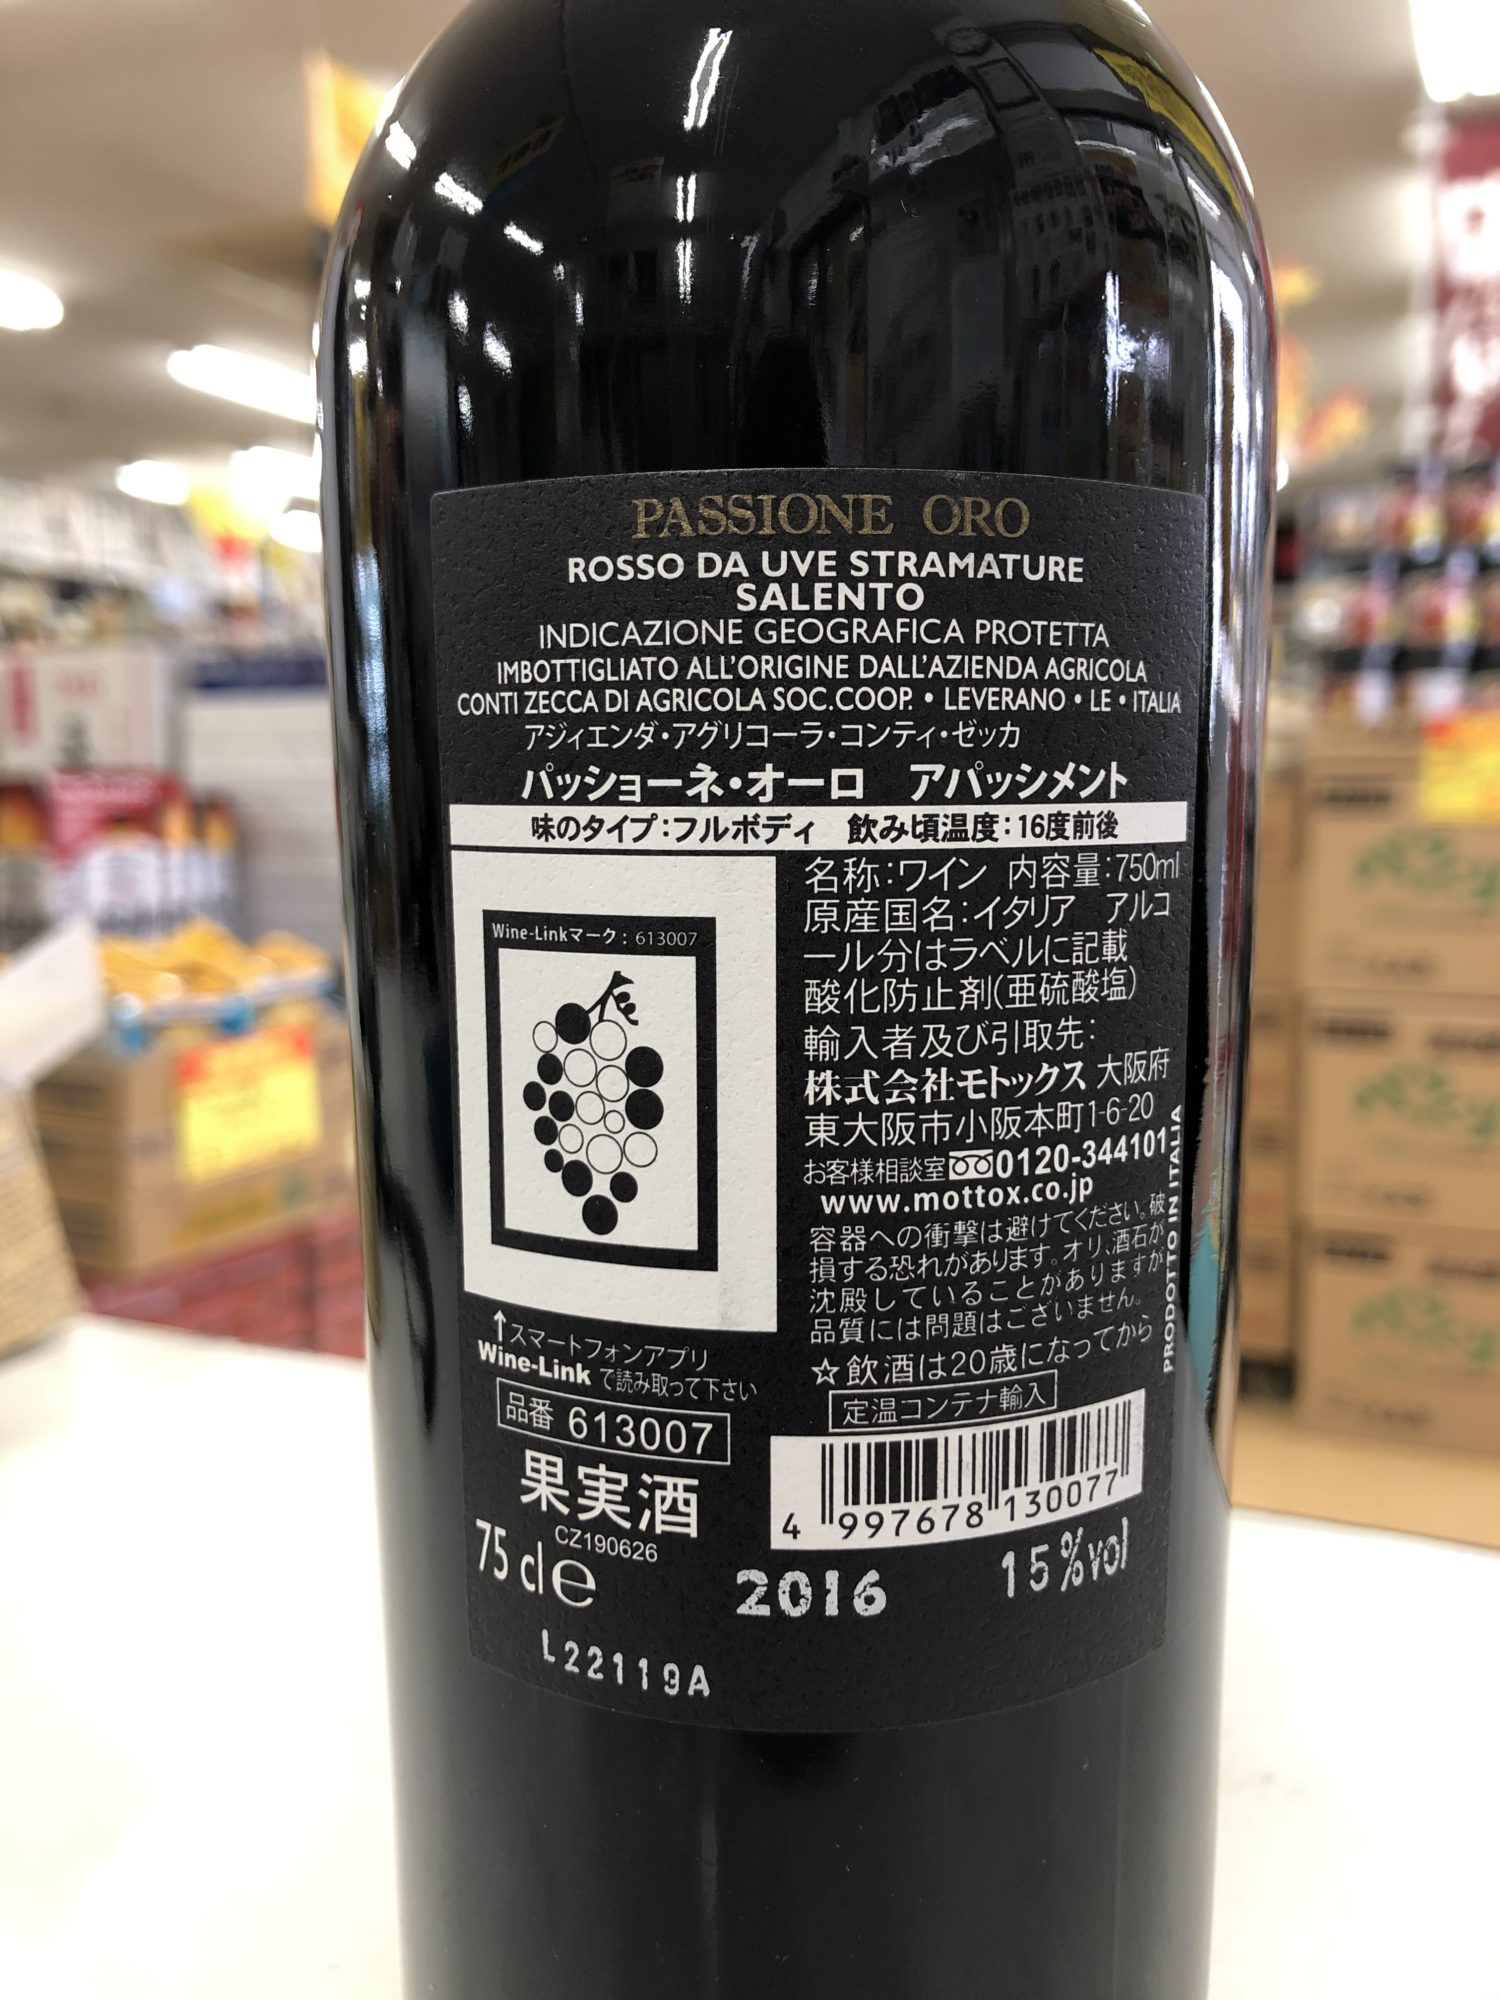 PASSIONE ORO
ROSSO DA UVE STRAMATURE
SALENTO
INDICAZIONE GEOGRAFICA PROTETTA
IMBOTTIGLIATO ALL'ORIGINE DALL'AZIENDA AGRICOLA
CONTI ZECCA DI AGRICOLA SOC.COOP. • LEVERANO • LE • ITALIA
アジィエンダ・アグリコーラ・コンティ・ゼッカ
パッショーネ・オーロ アパッシメント
味のタイプ:フルボディ 飲み頃温度:16度前後
Wine-Linkマーク: 613007
↑スマートフォンアプリ
Wine-Link で読み取って下さい
品番 613007
果実酒
CZ190626
75 cl e
L22119A
名称:ワイン 内容量:750ml
原産国名:イタリア アルコ
ール分はラベルに記載
酸化防止剤(亜硫酸塩)
輸入者及び引取先:
株式会社モトックス 大阪府
東大阪市小阪本町1-6-20
お客様相談室 0120-344101
www.mottox.co.jp
容器への衝撃は避けてください。破
損する恐れがあります。オリ、酒石が
沈殿していることがありますが
品質には問題はございません。
☆飲酒は20歳になってから
定温コンテナ輸入
4 997678 130077
2016
15%vol
PRODOTTO IN ITALIA